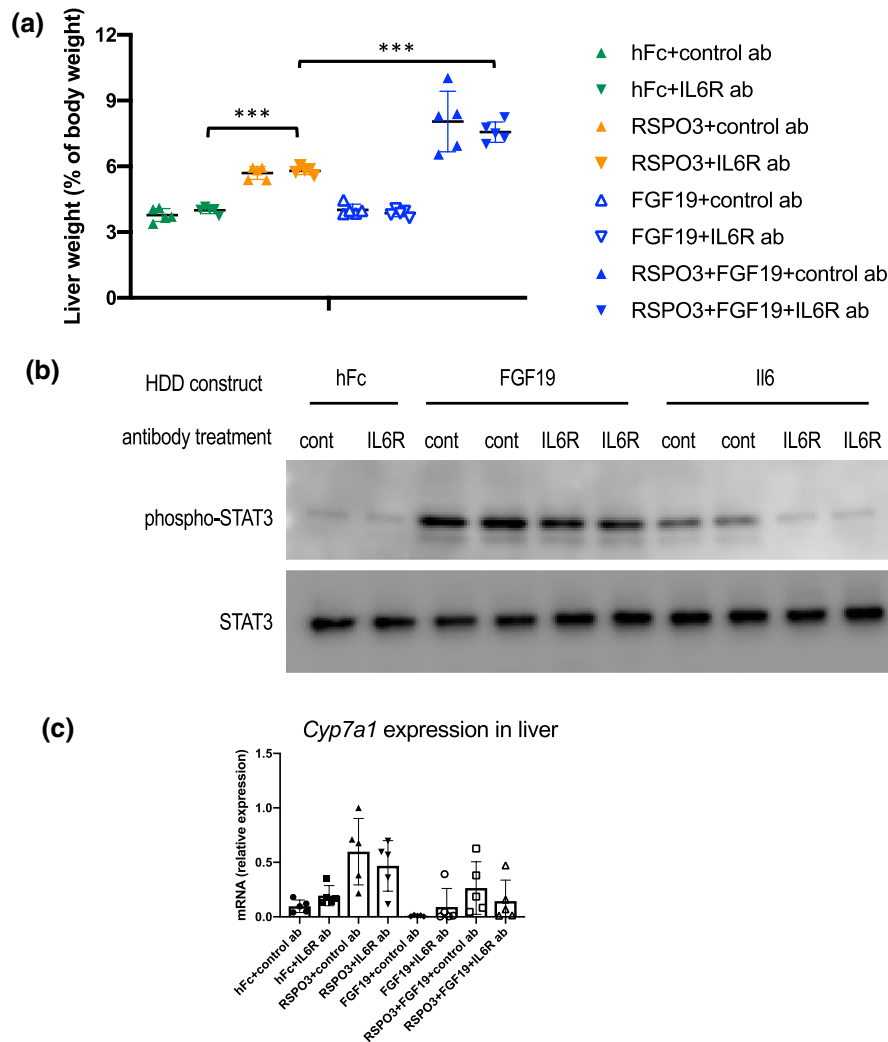 (a)
Liver weight (% of body weight)
12
9
6
3
0
***
***
hFc+control ab
hFc+IL6R ab
RSPO3+control ab
RSPO3+IL6R ab
FGF19+control ab
FGF19+IL6R ab
RSPO3+FGF19+control ab
RSPO3+FGF19+IL6R ab
(b)
HDD construct hFc FGF19 Il6
antibody treatment cont IL6R cont cont IL6R IL6R cont cont IL6R IL6R
phospho-STAT3
STAT3
(c)
Cyp7a1 expression in liver
mRNA (relative expression)
1.5
1.0
0.5
0.0
hFc+control ab
hFc+IL6R ab
RSPO3+control ab
RSPO3+IL6R ab
FGF19+control ab
FGF19+IL6R ab
RSPO3+FGF19+control ab
RSPO3+FGF19+IL6R ab